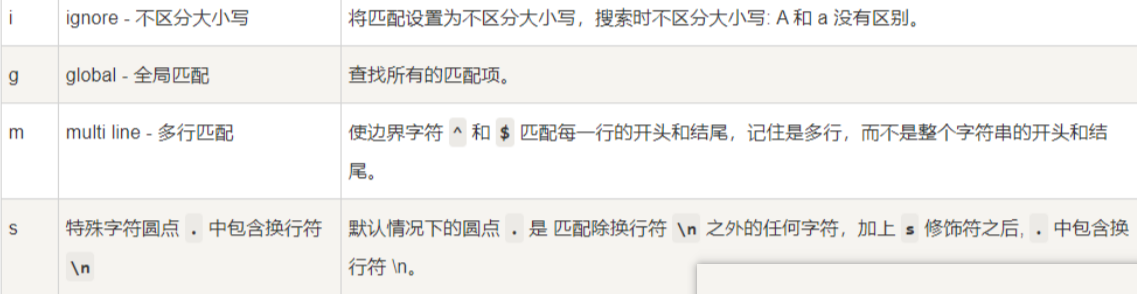 i ignore - 不区分大小写 将匹配设置为不区分大小写，搜索时不区分大小写: A 和 a 没有区别。
g global - 全局匹配 查找所有的匹配项。
m multi line - 多行匹配 使边界字符 ^ 和 $ 匹配每一行的开头和结尾，记住是多行，而不是整个字符串的开头和结
尾。
s 特殊字符圆点 . 中包含换行符 默认情况下的圆点 . 是 匹配除换行符 \n 之外的任何字符，加上 s 修饰符之后, . 中包含换
\n 行符 \n。